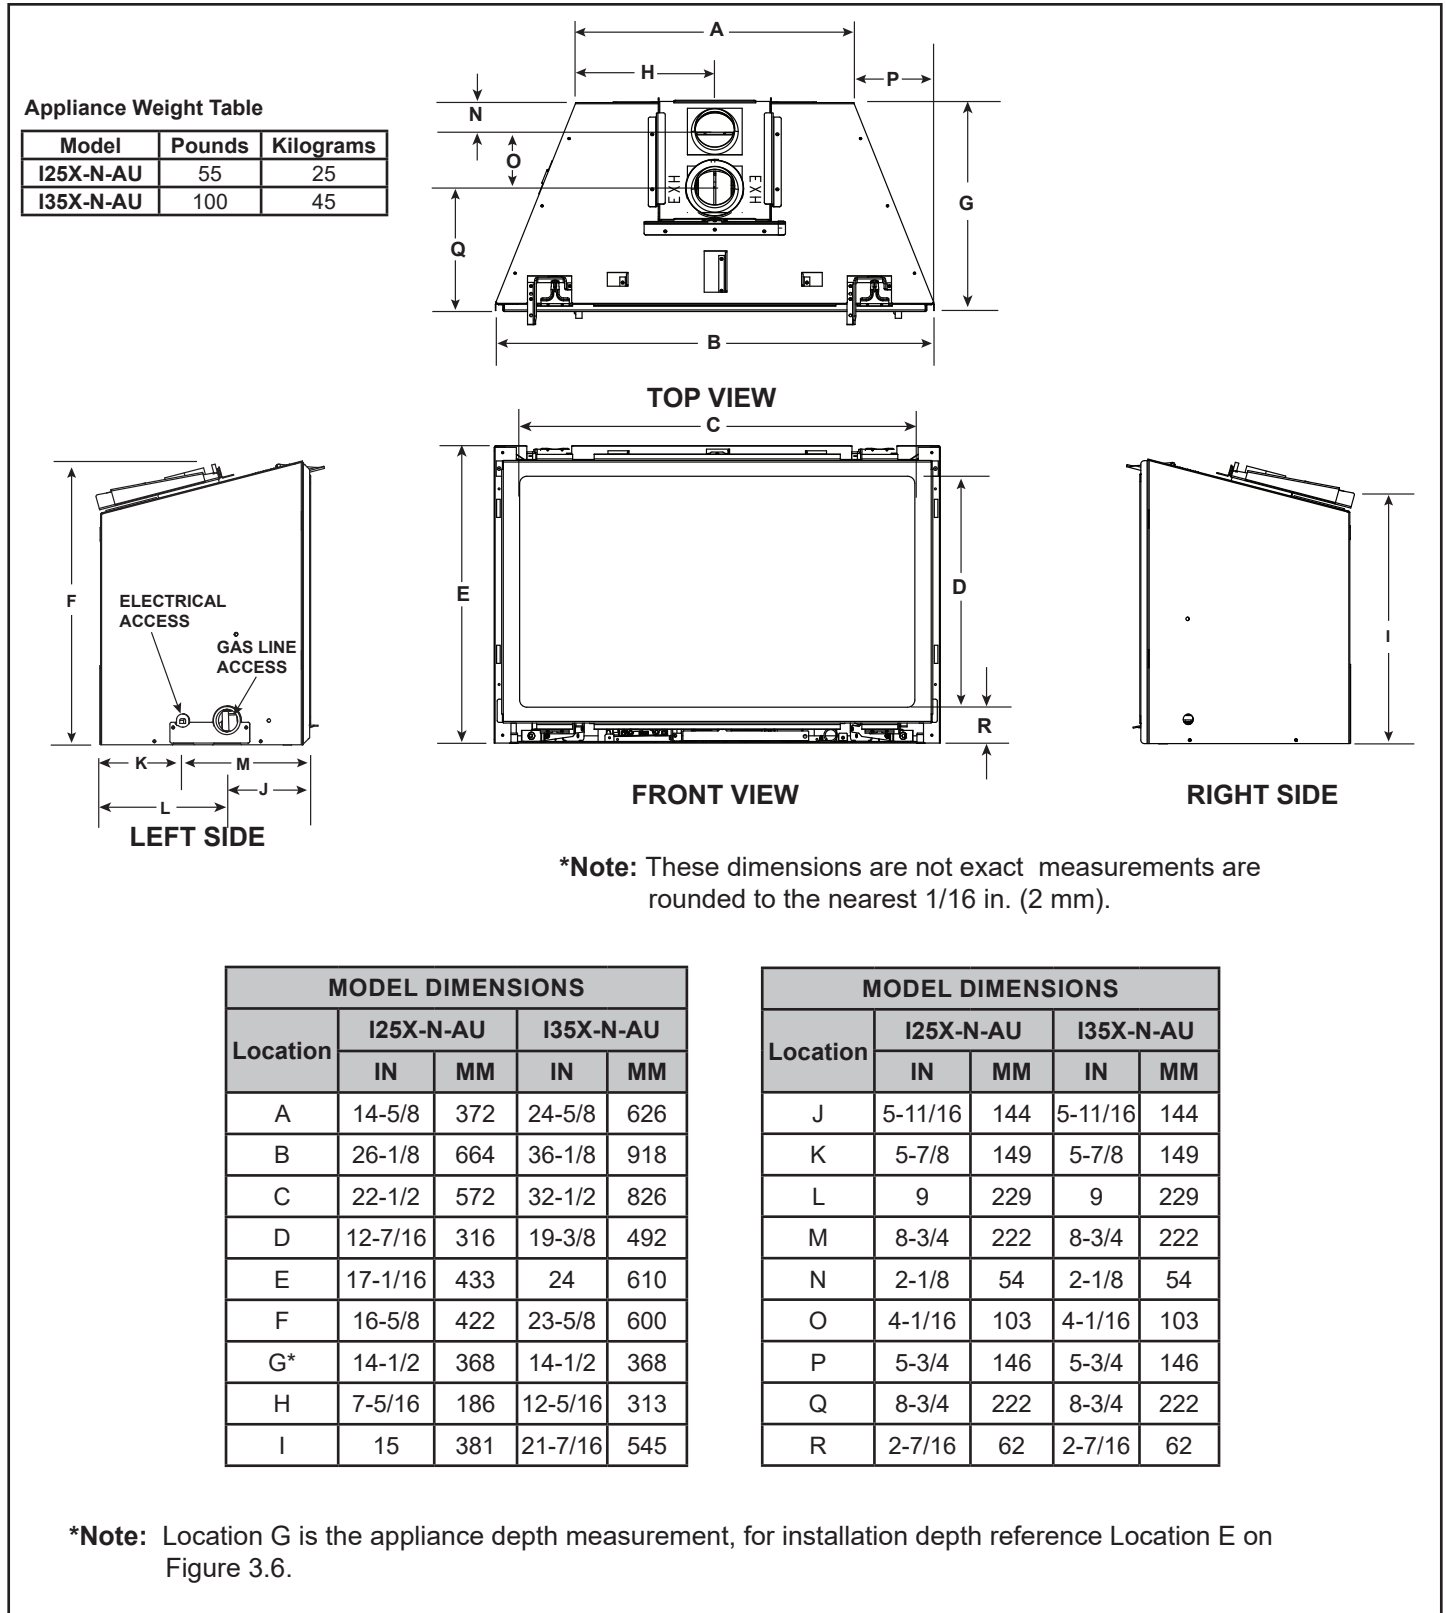 Appliance Weight Table
Model Pounds Kilograms
I25X-N-AU 55 25
I35X-N-AU 100 45
A
H
P
N
O
EXH
EXH
G
Q
B
TOP VIEW
C
F
ELECTRICAL
ACCESS
GAS LINE
ACCESS
K
M
J
L
LEFT SIDE
E
D
R
FRONT VIEW
I
RIGHT SIDE
*Note: These dimensions are not exact measurements are
rounded to the nearest 1/16 in. (2 mm).
MODEL DIMENSIONS
Location I25X-N-AU I35X-N-AU
IN MM IN MM
A 14-5/8 372 24-5/8 626
B 26-1/8 664 36-1/8 918
C 22-1/2 572 32-1/2 826
D 12-7/16 316 19-3/8 492
E 17-1/16 433 24 610
F 16-5/8 422 23-5/8 600
G* 14-1/2 368 14-1/2 368
H 7-5/16 186 12-5/16 313
I 15 381 21-7/16 545
MODEL DIMENSIONS
Location I25X-N-AU I35X-N-AU
IN MM IN MM
J 5-11/16 144 5-11/16 144
K 5-7/8 149 5-7/8 149
L 9 229 9 229
M 8-3/4 222 8-3/4 222
N 2-1/8 54 2-1/8 54
O 4-1/16 103 4-1/16 103
P 5-3/4 146 5-3/4 146
Q 8-3/4 222 8-3/4 222
R 2-7/16 62 2-7/16 62
*Note: Location G is the appliance depth measurement, for installation depth reference Location E on
Figure 3.6.